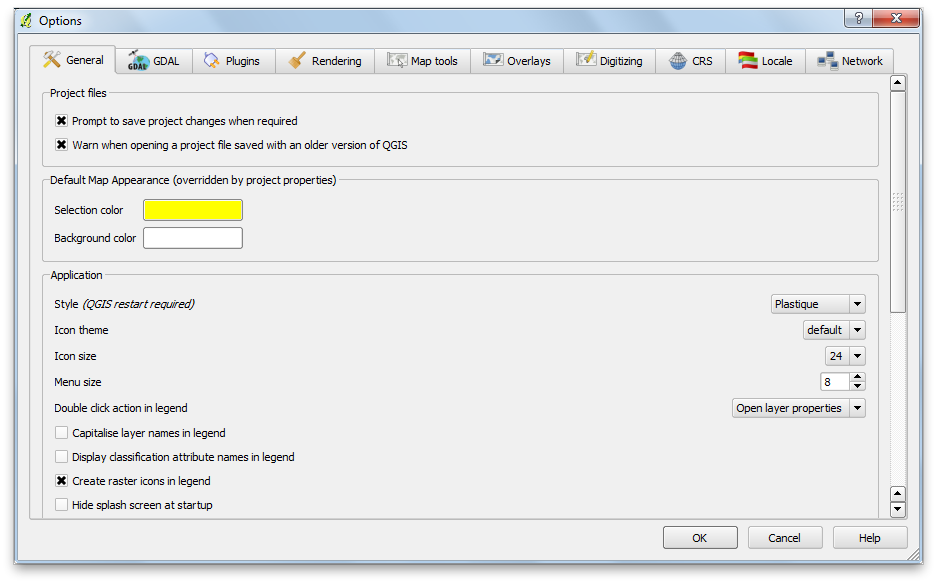 Options
General GDAL Plugins Rendering Map tools Overlays Digitizing CRS Locale Network
Project files
Prompt to save project changes when required
Warn when opening a project file saved with an older version of QGIS
Default Map Appearance (overridden by project properties)
Selection color
Background color
Application
Style (QGIS restart required) Plastique
Icon theme default
Icon size 24
Menu size 8
Double click action in legend Open layer properties
Capitalise layer names in legend
Display classification attribute names in legend
Create raster icons in legend
Hide splash screen at startup
OK Cancel Help